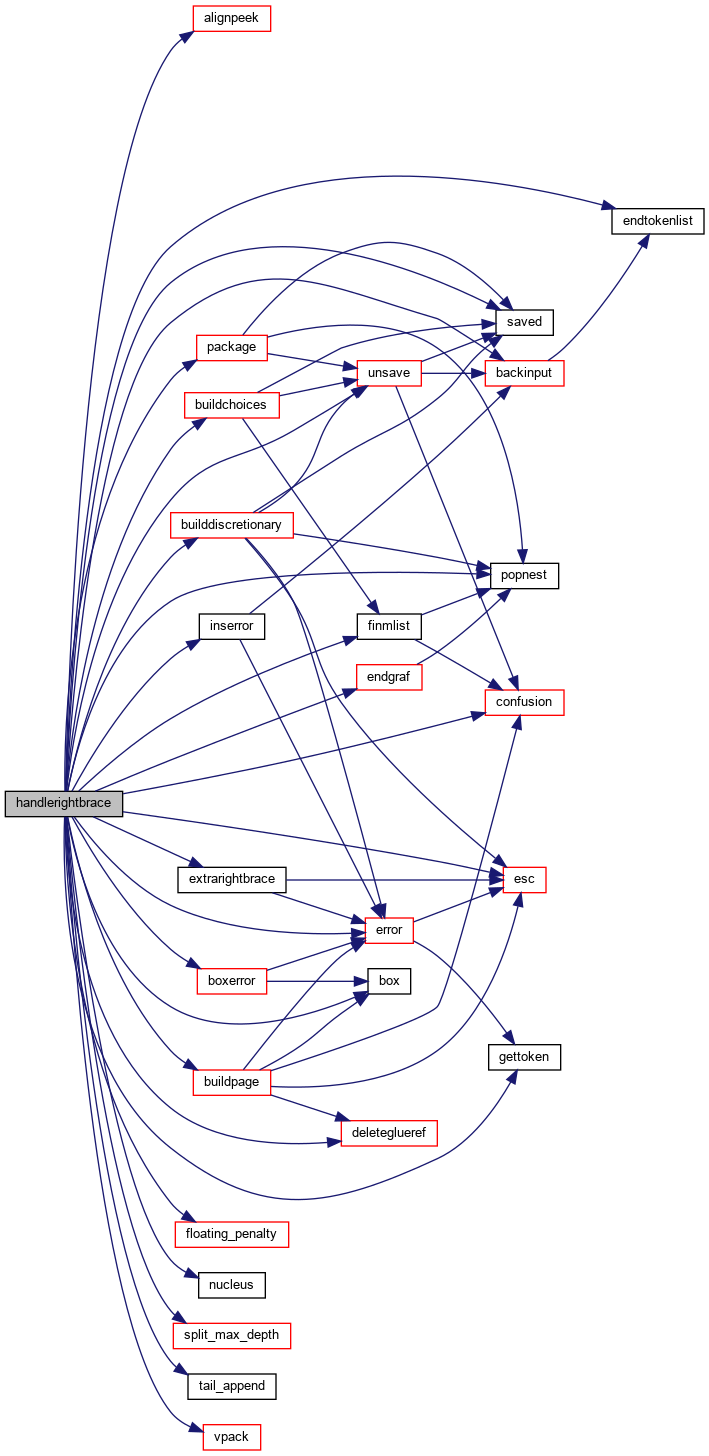 alignpeek
endtokenlist
saved
package
unsave
backinput
buildchoices
builddiscretionary
popnest
inserror
finmlist
endgraf
confusion
handlerightbrace
extrarightbrace
esc
error
boxerror
box
gettoken
buildpage
deleteglueref
floating_penalty
nucleus
split_max_depth
tail_append
vpack